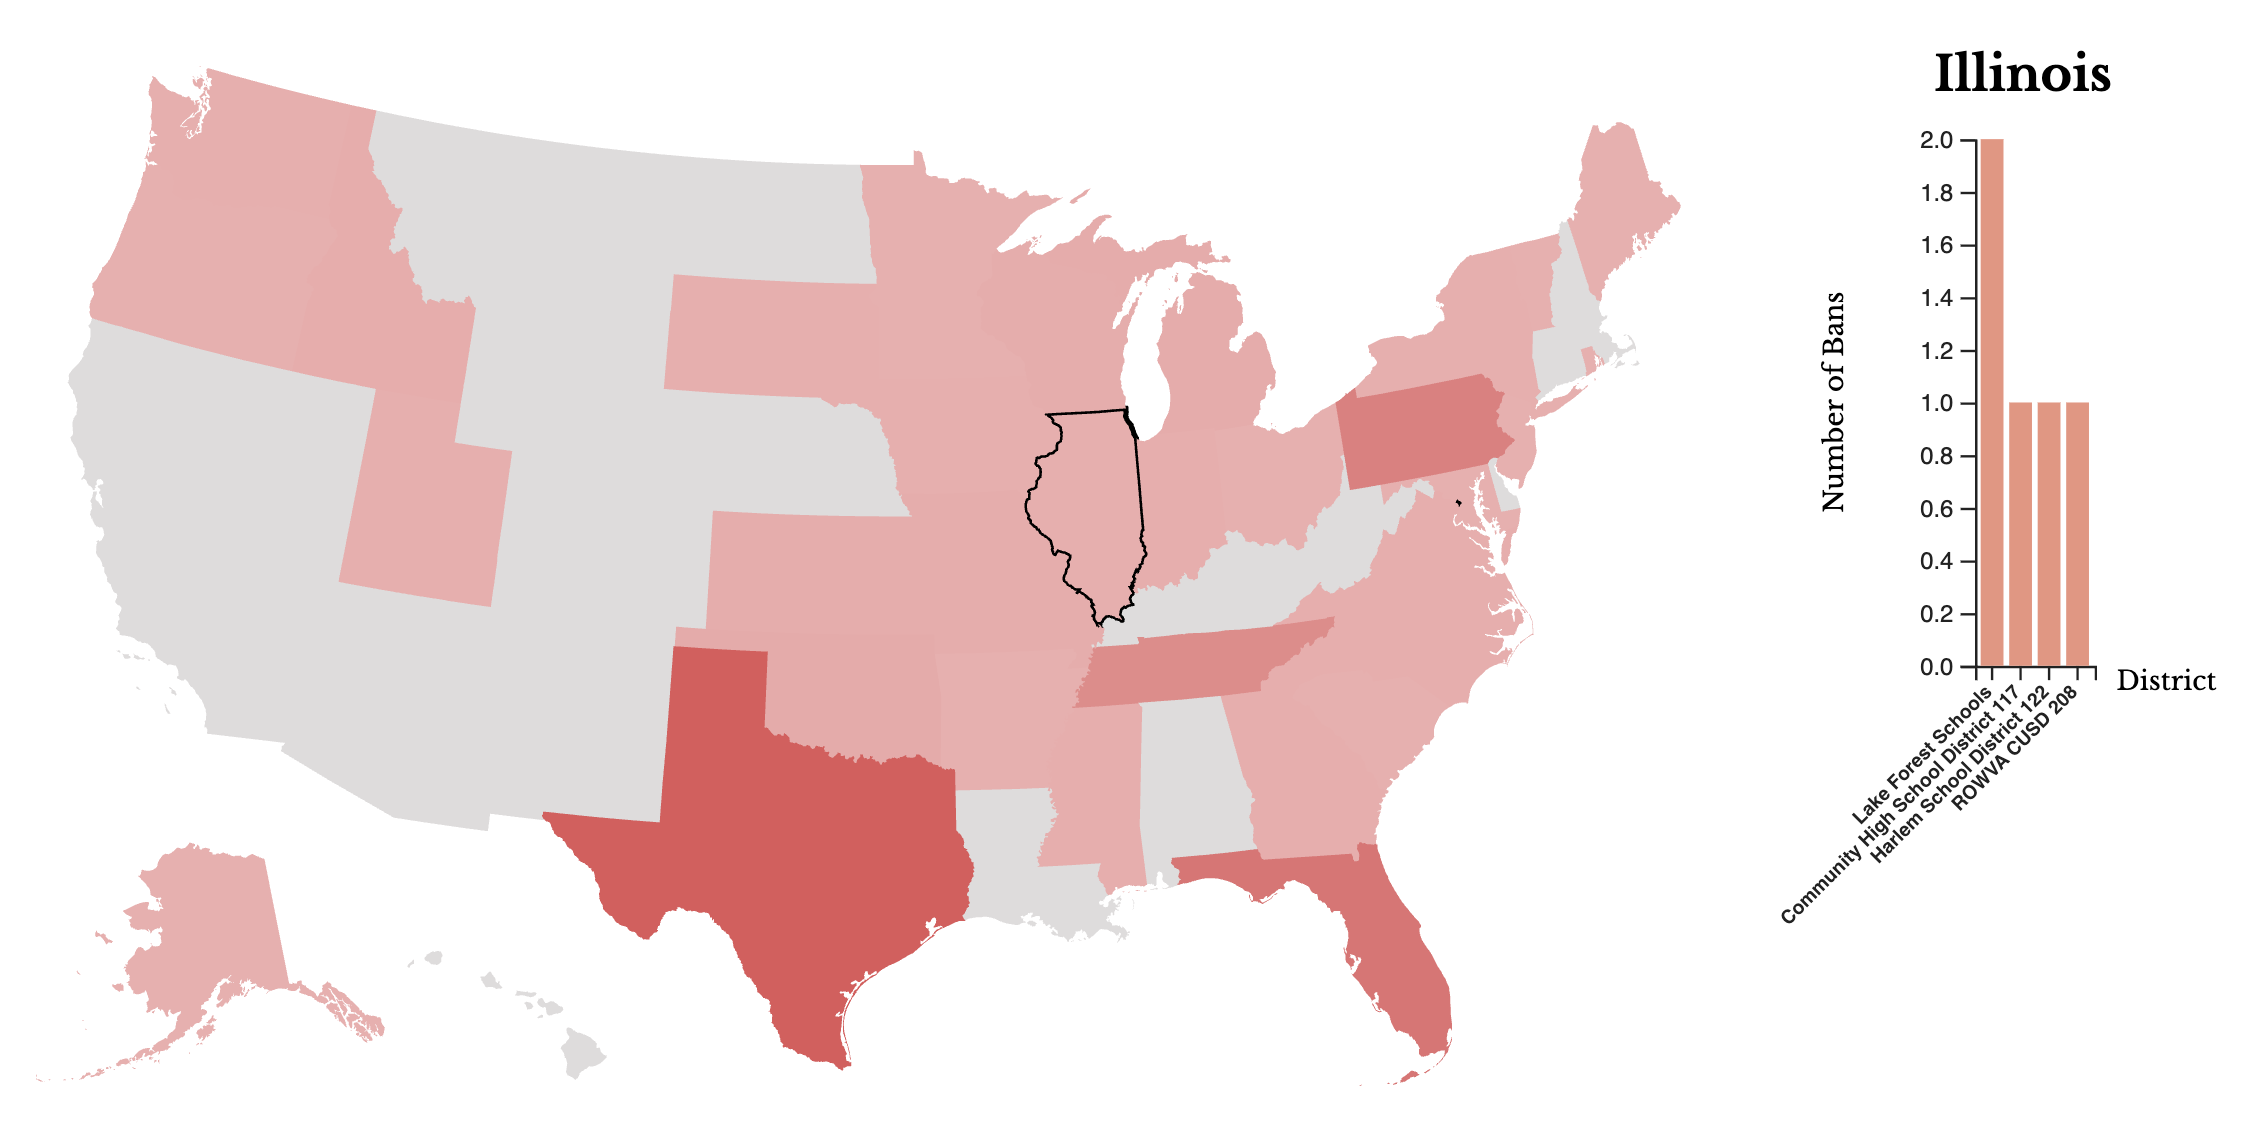 Illinois
2.0
1.8
1.6
1.4
1.2
1.0
0.8
0.6
0.4
0.2
0.0
Number of Bans
District
Lake Forest Schools
Community High School District 117
Harlem School District 122
ROWVA CUSD 208